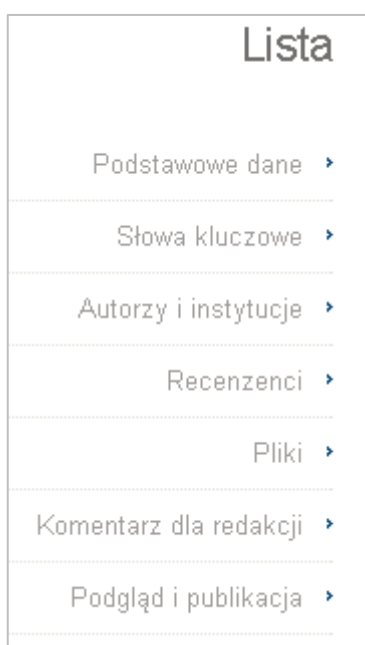 Lista
Podstawowe dane
Słowa kluczowe
Autorzy i instytucje
Recenzenci
Pliki
Komentarz dla redakcji
Podgląd i publikacja